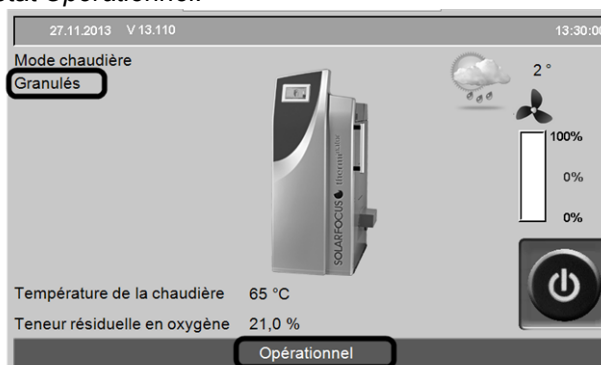 27.11.2013 V 13.110 13:30:00
Mode chaudière
Granulés
2 °
100%
0%
0%
SOLARFOCUS thermi
Température de la chaudière 65 °C
Teneur résiduelle en oxygène 21,0 %
Opérationnel